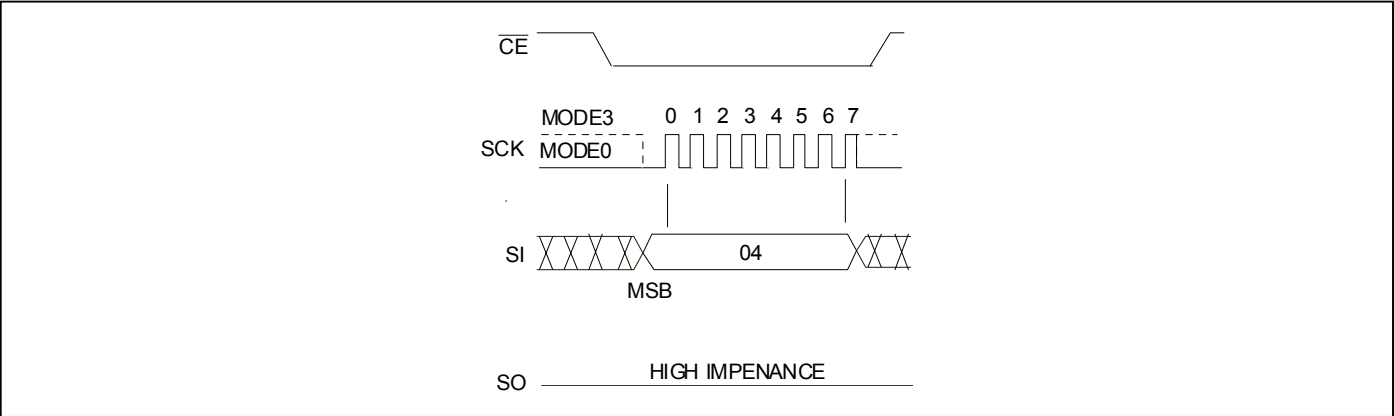 CE
MODE3 0 1 2 3 4 5 6 7
SCK MODE0
SI 04
MSB
SO HIGH IMPENANCE